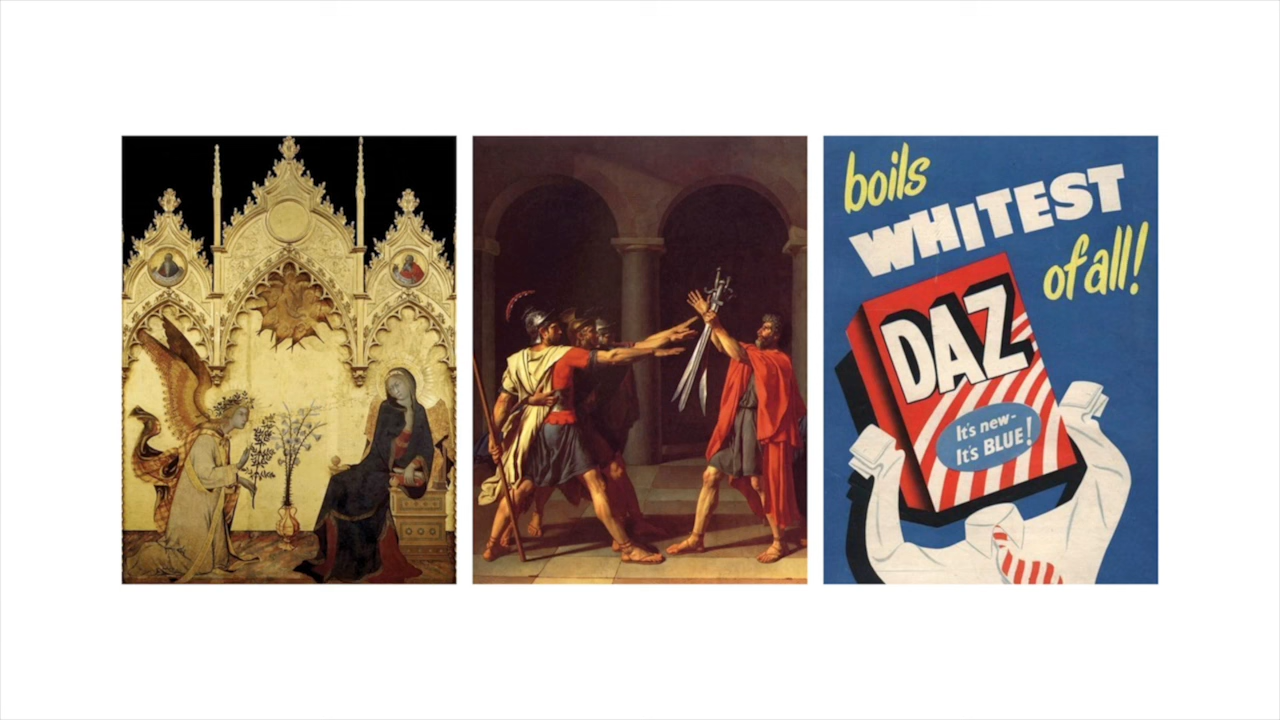 boils
WHITEST
of all!
DAZ
It's new-
It's BLUE!